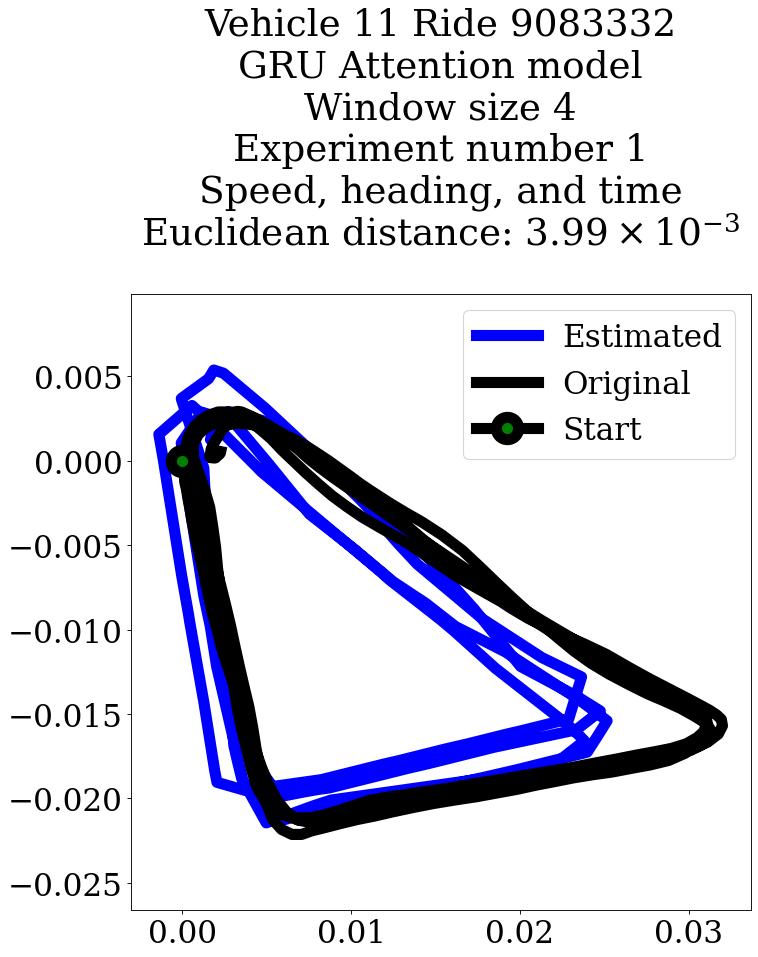 Vehicle 11 Ride 9083332
GRU Attention model
Window size 4
Experiment number 1
Speed, heading, and time
Euclidean distance: 3.99 × 10⁻³
Estimated
Original
Start
0.005
0.000
−0.005
−0.010
−0.015
−0.020
−0.025
0.00 0.01 0.02 0.03